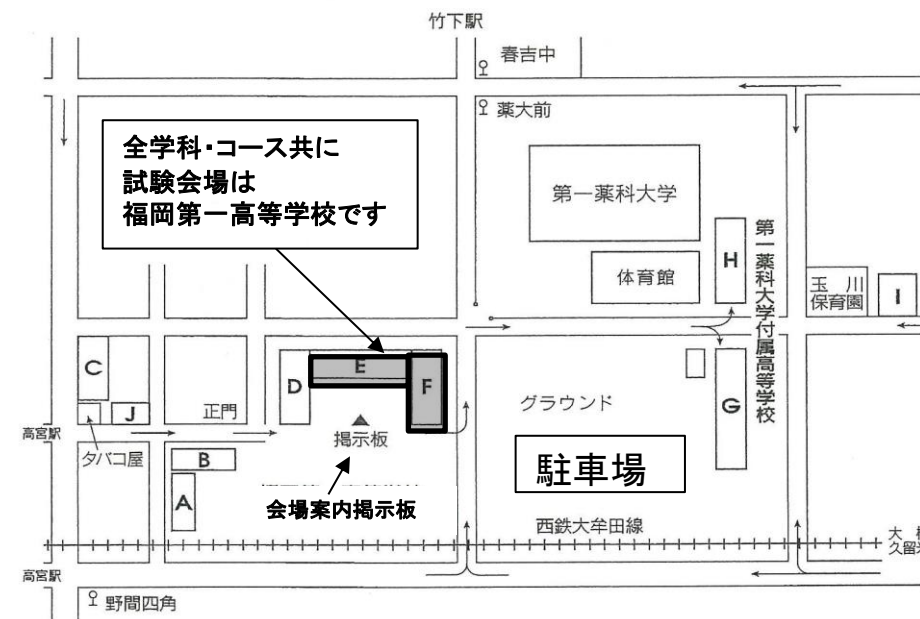 竹下駅
春吉中
薬大前
全学科・コース共に
試験会場は
福岡第一高等学校です
第一薬科大学
体育館
H
第一薬科大学付属高等学校
玉川
保育園
I
C
D
E
F
J
正門
高宮駅
タバコ屋
掲示板
グラウンド
G
B
A
駐車場
会場案内掲示板
西鉄大牟田線
高宮駅
野間四角